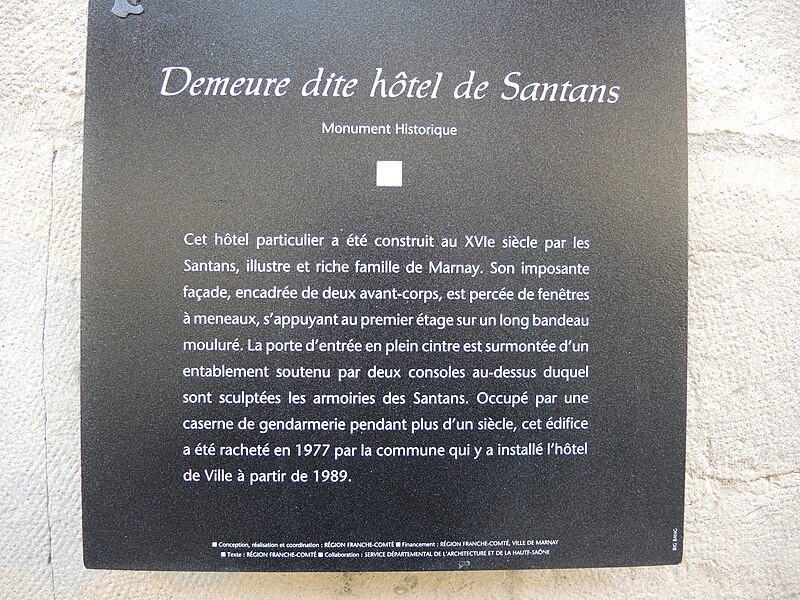 Demeure dite hôtel de Santans
Monument Historique
Cet hôtel particulier a été construit au XVIe siècle par les
Santans, illustre et riche famille de Marnay. Son imposante
façade, encadrée de deux avant-corps, est percée de fenêtres
à meneaux, s'appuyant au premier étage sur un long bandeau
mouluré. La porte d'entrée en plein cintre est surmontée d'un
entablement soutenu par deux consoles au-dessus duquel
sont sculptées les armoiries des Santans. Occupé par une
caserne de gendarmerie pendant plus d'un siècle, cet édifice
a été racheté en 1977 par la commune qui y a installé l'hôtel
de Ville à partir de 1989.
■ Conception, réalisation et coordination : RÉGION FRANCHE-COMTÉ ■ Financement : RÉGION FRANCHE-COMTÉ, VILLE DE MARNAY
■ Texte : RÉGION FRANCHE-COMTÉ ■ Collaboration : SERVICE DÉPARTEMENTAL DE L'ARCHITECTURE ET DE LA HAUTE-SAÔNE
BIG BANG